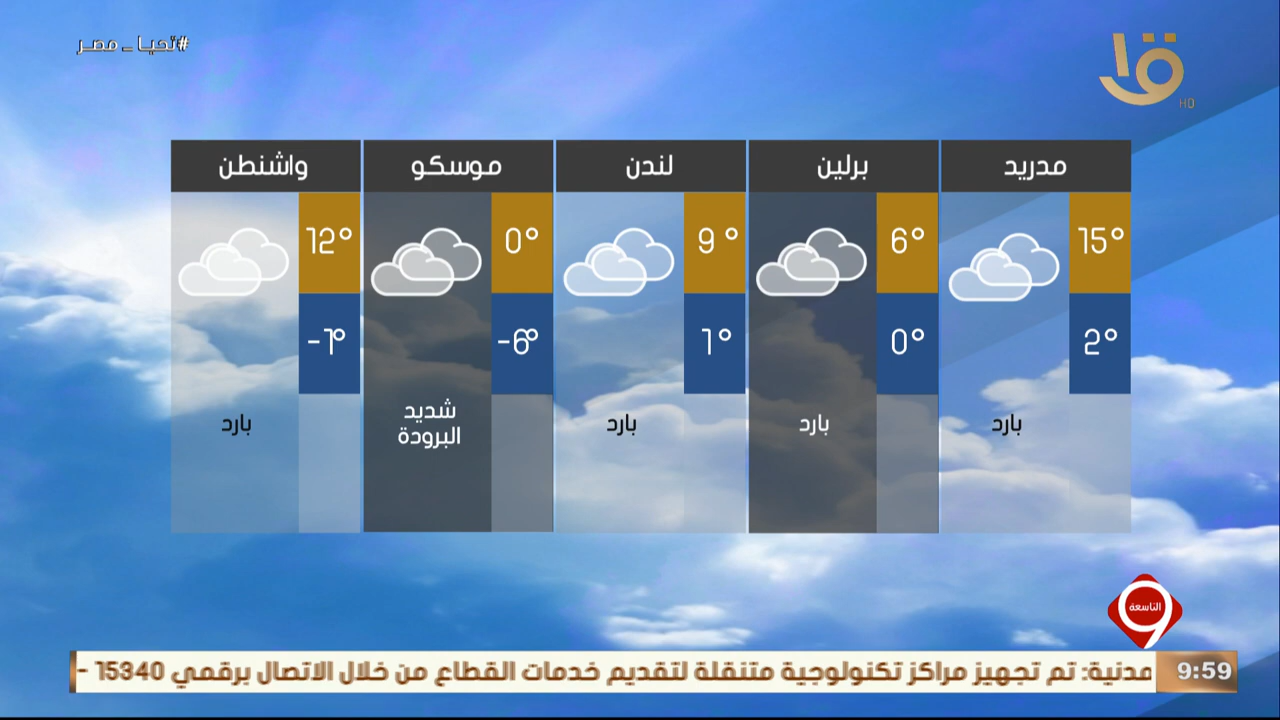 #تحيا_مصر
HD
مدريد
15°
2°
بارد
برلين
6°
0°
بارد
لندن
9°
1°
بارد
موسكو
0°
-6°
شديد
البرودة
واشنطن
12°
-1°
بارد
التاسعة
9
9:59
مدنية: تم تجهيز مراكز تكنولوجية متنقلة لتقديم خدمات القطاع من خلال الاتصال برقمي 15340 -